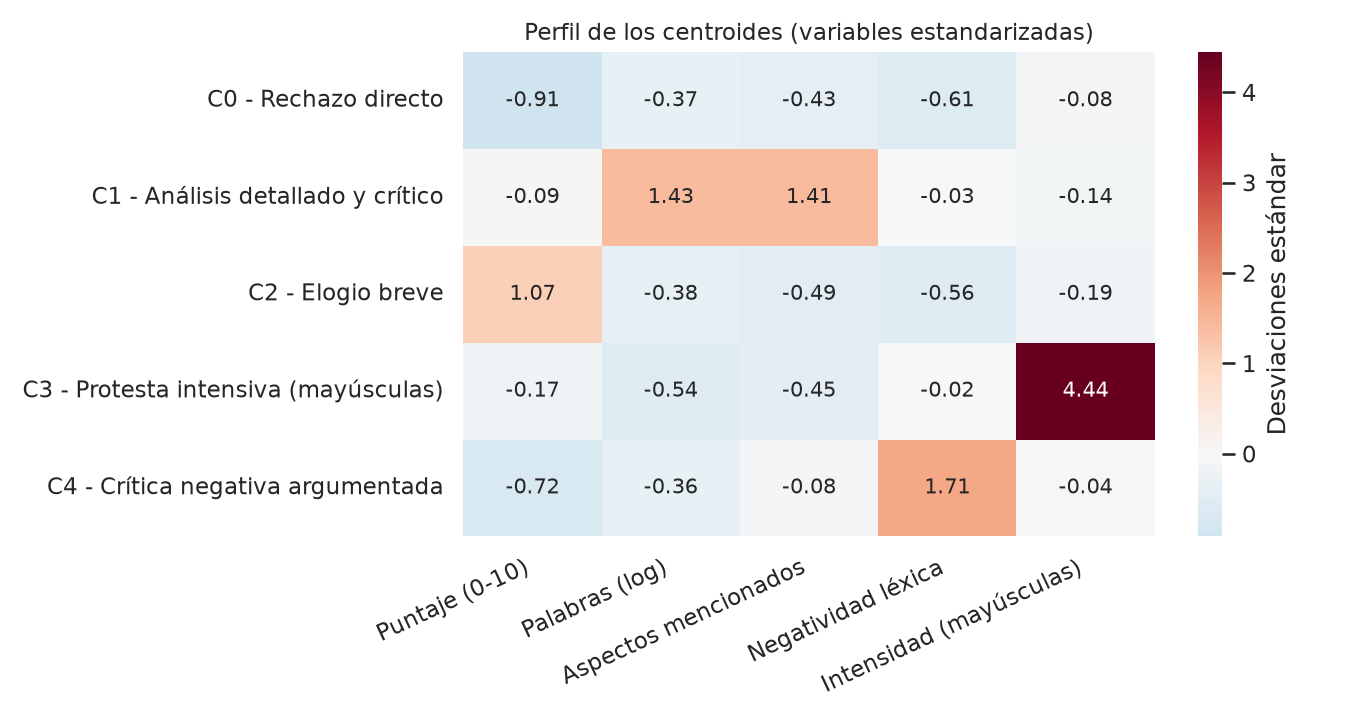 Perfil de los centroides (variables estandarizadas)
C0 - Rechazo directo -0.91 -0.37 -0.43 -0.61 -0.08
C1 - Análisis detallado y crítico -0.09 1.43 1.41 -0.03 -0.14
C2 - Elogio breve 1.07 -0.38 -0.49 -0.56 -0.19
C3 - Protesta intensiva (mayúsculas) -0.17 -0.54 -0.45 -0.02 4.44
C4 - Crítica negativa argumentada -0.72 -0.36 -0.08 1.71 -0.04
Puntaje (0-10)
Palabras (log)
Aspectos mencionados
Negatividad léxica
Intensidad (mayúsculas)
4
3
2
1
0
Desviaciones estándar